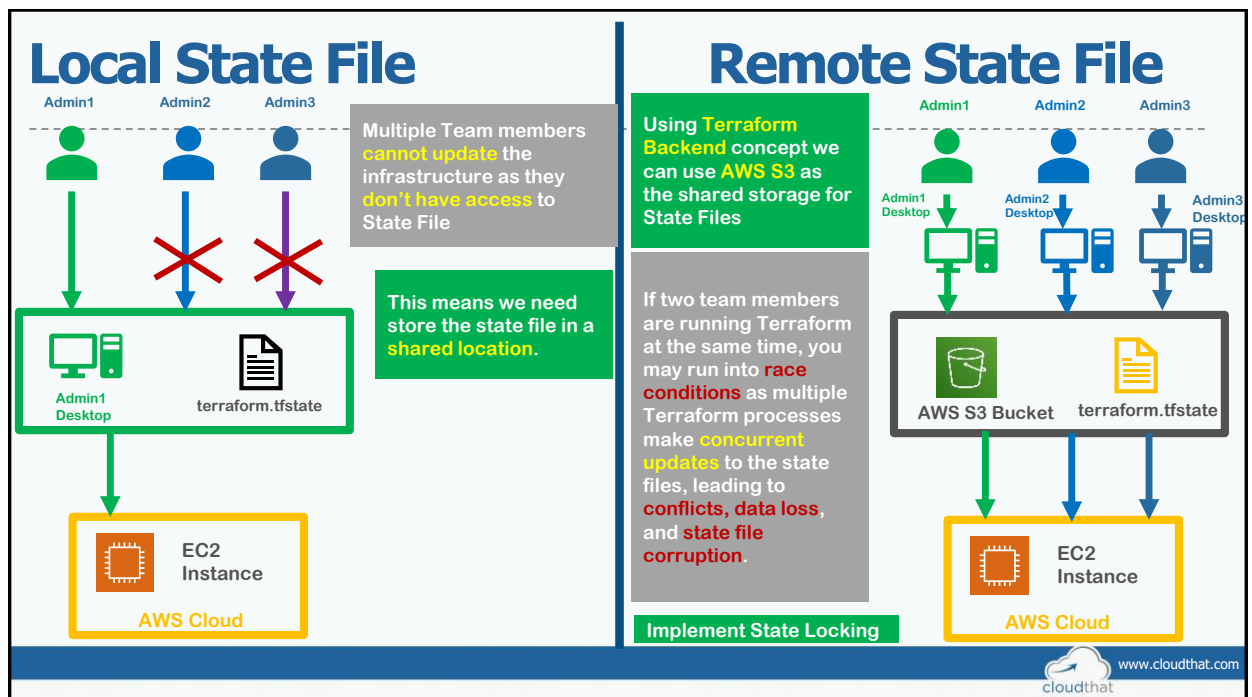 Local State File
Admin1
Admin2
Admin3
Multiple Team members
cannot update the
infrastructure as they
don't have access to
State File
This means we need
store the state file in a
shared location.
Admin1
Desktop
terraform.tfstate
EC2
Instance
AWS Cloud
Remote State File
Using Terraform
Backend concept we
can use AWS S3 as
the shared storage for
State Files
Admin1
Admin2
Admin3
Admin1
Desktop
Admin2
Desktop
Admin3
Desktop
If two team members
are running Terraform
at the same time, you
may run into race
conditions as multiple
Terraform processes
make concurrent
updates to the state
files, leading to
conflicts, data loss,
and state file
corruption.
AWS S3 Bucket
terraform.tfstate
EC2
Instance
AWS Cloud
Implement State Locking
cloudthat
www.cloudthat.com